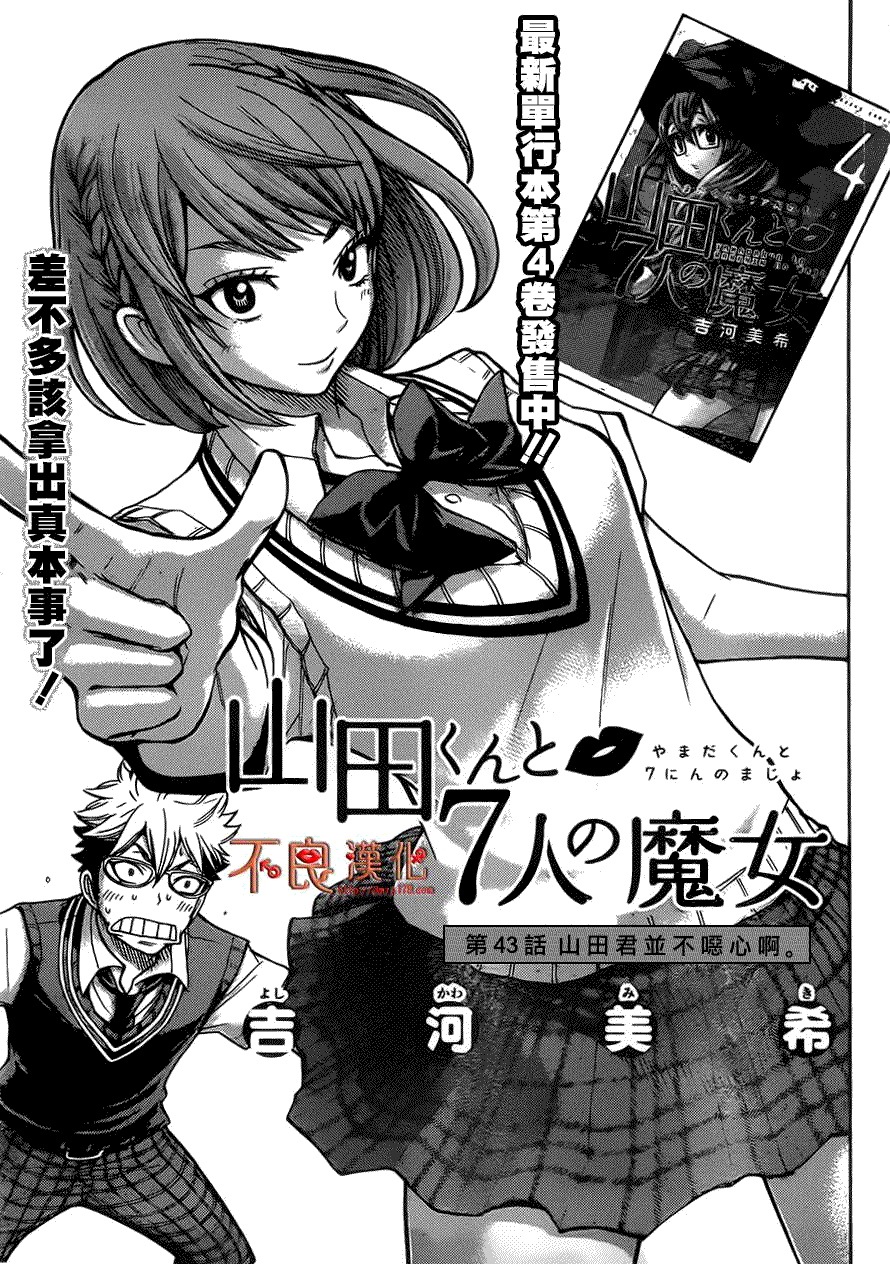 最新單行本第4卷發售中!!
4
山田くんと
7人の魔女
吉河美希
差不多該拿出真本事了!
山田くんと
7人の魔女
やまだくんと
7にんのまじょ
不良漢化
第43話 山田君並不噁心啊。
よし かわ み き
吉河美希